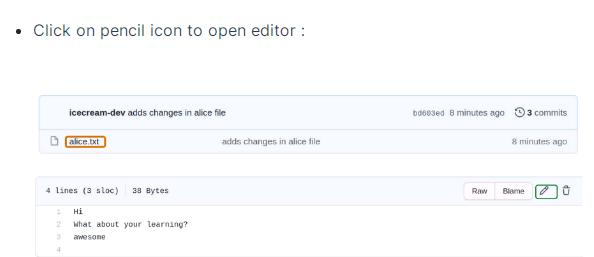 • Click on pencil icon to open editor :
icecream-dev adds changes in alice file bd603ed 8 minutes ago 3 commits
alice.txt adds changes in alice file 8 minutes ago
4 lines (3 sloc) 38 Bytes Raw Blame
1 Hi
2 What about your learning?
3 awesome
4